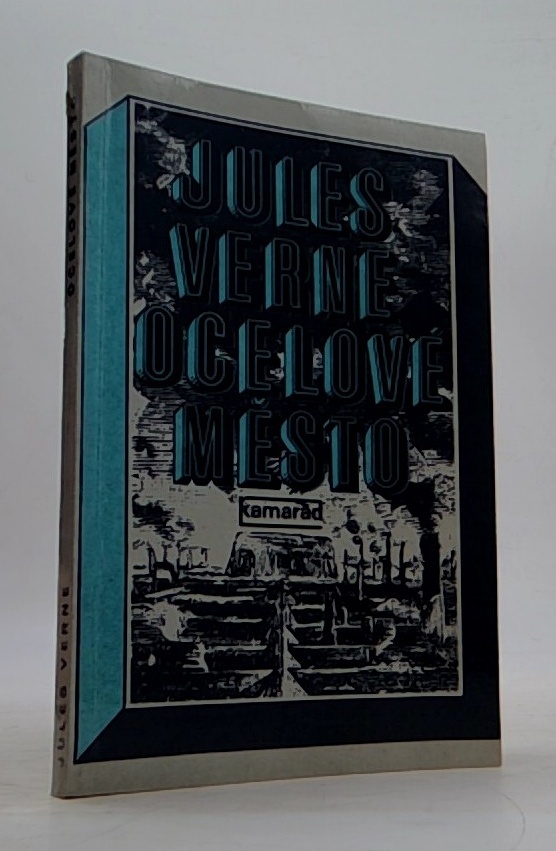 JULES
VERNE
OCELOVÉ
MĚSTO
kamarád
JULES VERNE
OCELOVÉ MĚSTO